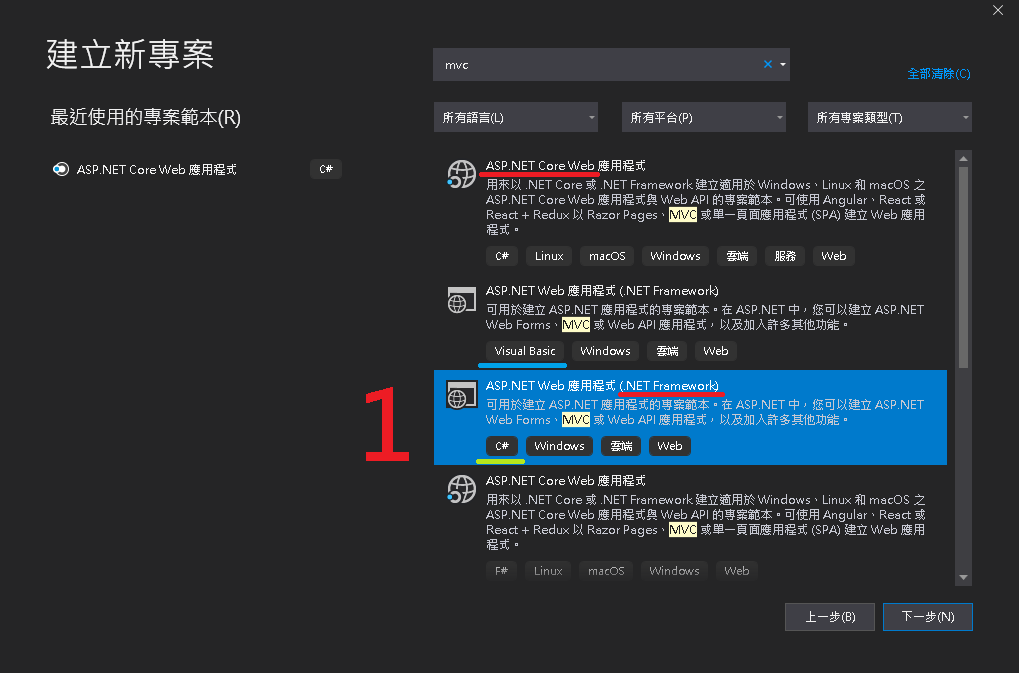 建立新專案
最近使用的專案範本(R)
ASP.NET Core Web 應用程式 C#
mvc
全部清除(C)
所有語言(L) 所有平台(P) 所有專案類型(T)
ASP.NET Core Web 應用程式
用來以 .NET Core 或 .NET Framework 建立適用於 Windows、Linux 和 macOS 之
ASP.NET Core Web 應用程式與 Web API 的專案範本。可使用 Angular、React 或
React + Redux 以 Razor Pages、MVC 或單一頁面應用程式 (SPA) 建立 Web 應用
程式。
C# Linux macOS Windows 雲端 服務 Web
ASP.NET Web 應用程式 (.NET Framework)
可用於建立 ASP.NET 應用程式的專案範本。在 ASP.NET 中，您可以建立 ASP.NET
Web Forms、MVC 或 Web API 應用程式，以及加入許多其他功能。
Visual Basic Windows 雲端 Web
1
ASP.NET Web 應用程式 (.NET Framework)
可用於建立 ASP.NET 應用程式的專案範本。在 ASP.NET 中，您可以建立 ASP.NET
Web Forms、MVC 或 Web API 應用程式，以及加入許多其他功能。
C# Windows 雲端 Web
ASP.NET Core Web 應用程式
用來以 .NET Core 或 .NET Framework 建立適用於 Windows、Linux 和 macOS 之
ASP.NET Core Web 應用程式與 Web API 的專案範本。可使用 Angular、React 或
React + Redux 以 Razor Pages、MVC 或單一頁面應用程式 (SPA) 建立 Web 應用
程式。
F# Linux macOS Windows Web
上一步(B) 下一步(N)